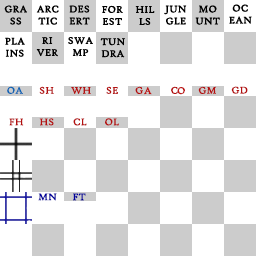 GRA ARC DES FOR HIL JUN MO OC
SS TIC ERT EST LS GLE UNT EAN
PLA RI SWA TUN
INS VER MP DRA
OA SH WH SE GA CO GM GD
FH HS CL OL
MN FT